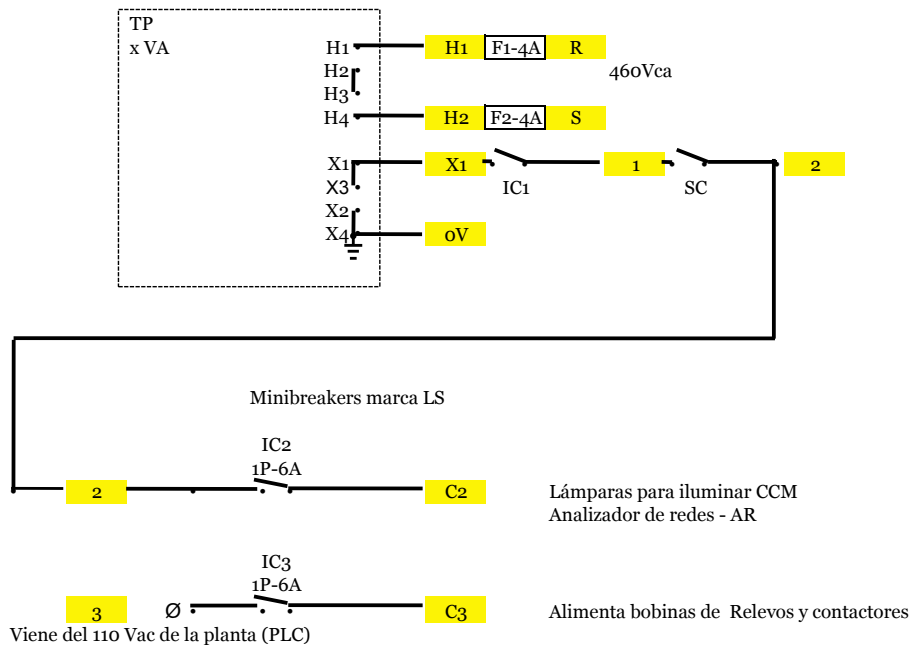 TP
x VA
H1
H1 F1-4A R
H2
460Vca
H3
H4
H2 F2-4A S
X1
X1
1
2
X3
IC1
SC
X2
X4
0V
Minibreakers marca LS
IC2
1P-6A
2
C2
Lámparas para iluminar CCM
Analizador de redes - AR
IC3
1P-6A
3
Ø
C3
Alimenta bobinas de Relevos y contactores
Viene del 110 Vac de la planta (PLC)